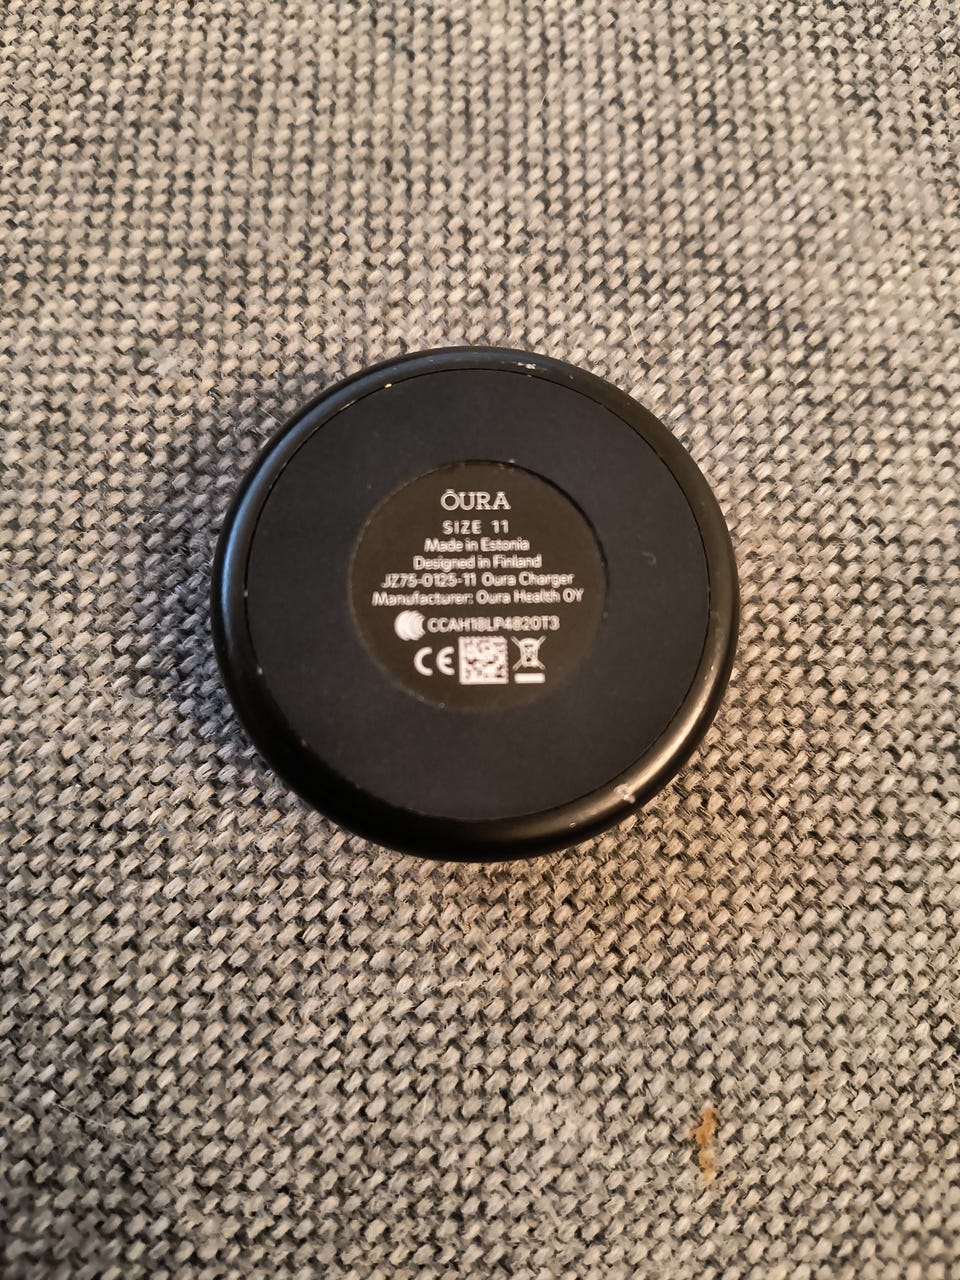 ŌURA
SIZE 11
Made in Estonia
Designed in Finland
JZ75-0125-11 Oura Charger
Manufacturer: Oura Health OY
CCAH18LP4820T3
CE